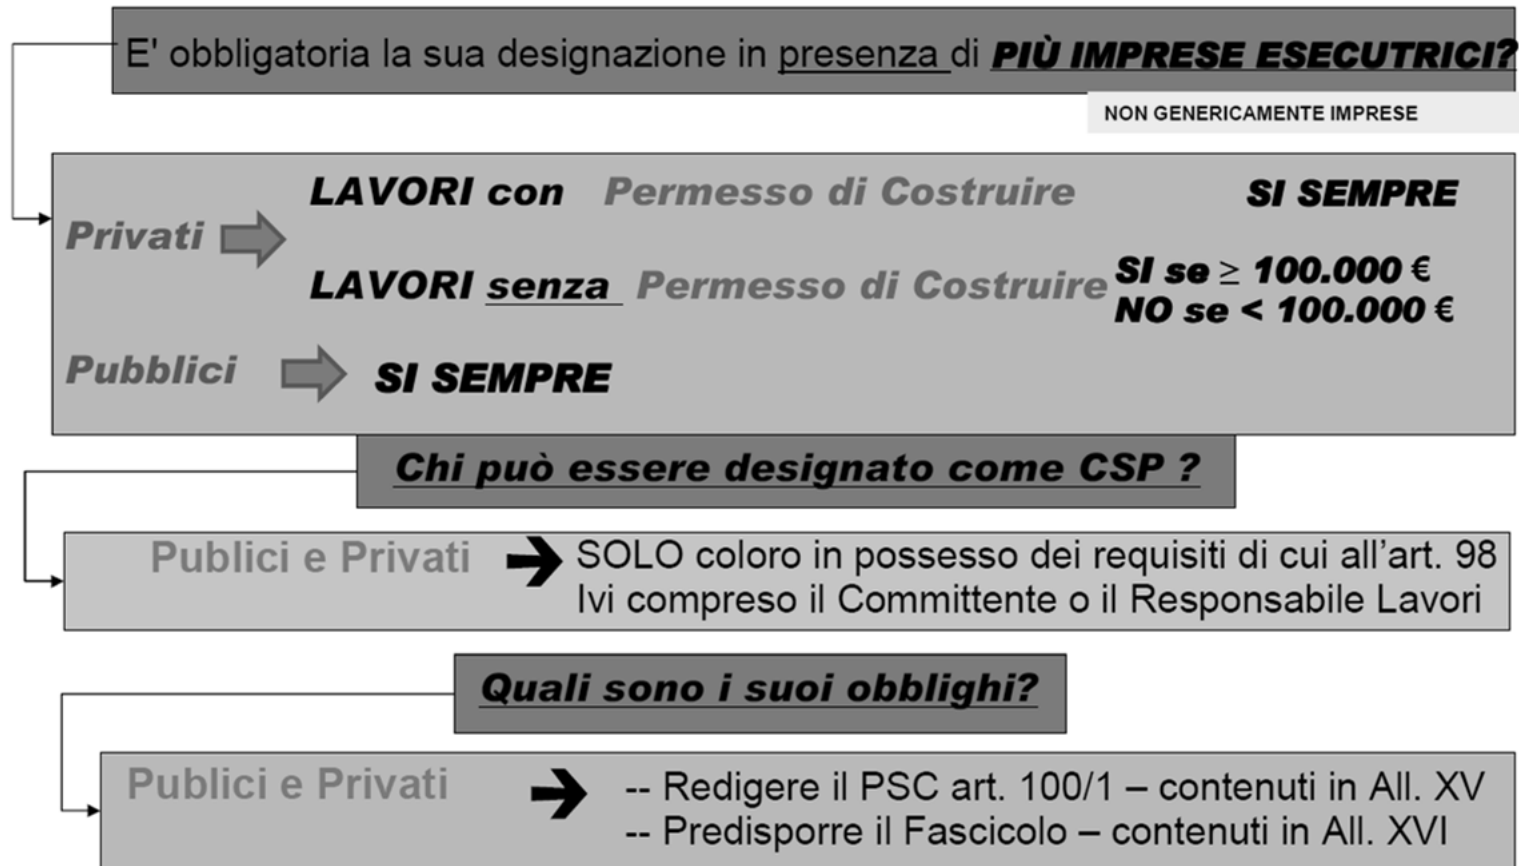 E' obbligatoria la sua designazione in presenza di PIÙ IMPRESE ESECUTRICI?
NON GENERICAMENTE IMPRESE
LAVORI con Permesso di Costruire SI SEMPRE
Privati
LAVORI senza Permesso di Costruire SI se ≥ 100.000 €
NO se < 100.000 €
Pubblici SI SEMPRE
Chi può essere designato come CSP ?
Publici e Privati SOLO coloro in possesso dei requisiti di cui all'art. 98
Ivi compreso il Committente o il Responsabile Lavori
Quali sono i suoi obblighi?
Publici e Privati -- Redigere il PSC art. 100/1 – contenuti in All. XV
-- Predisporre il Fascicolo – contenuti in All. XVI